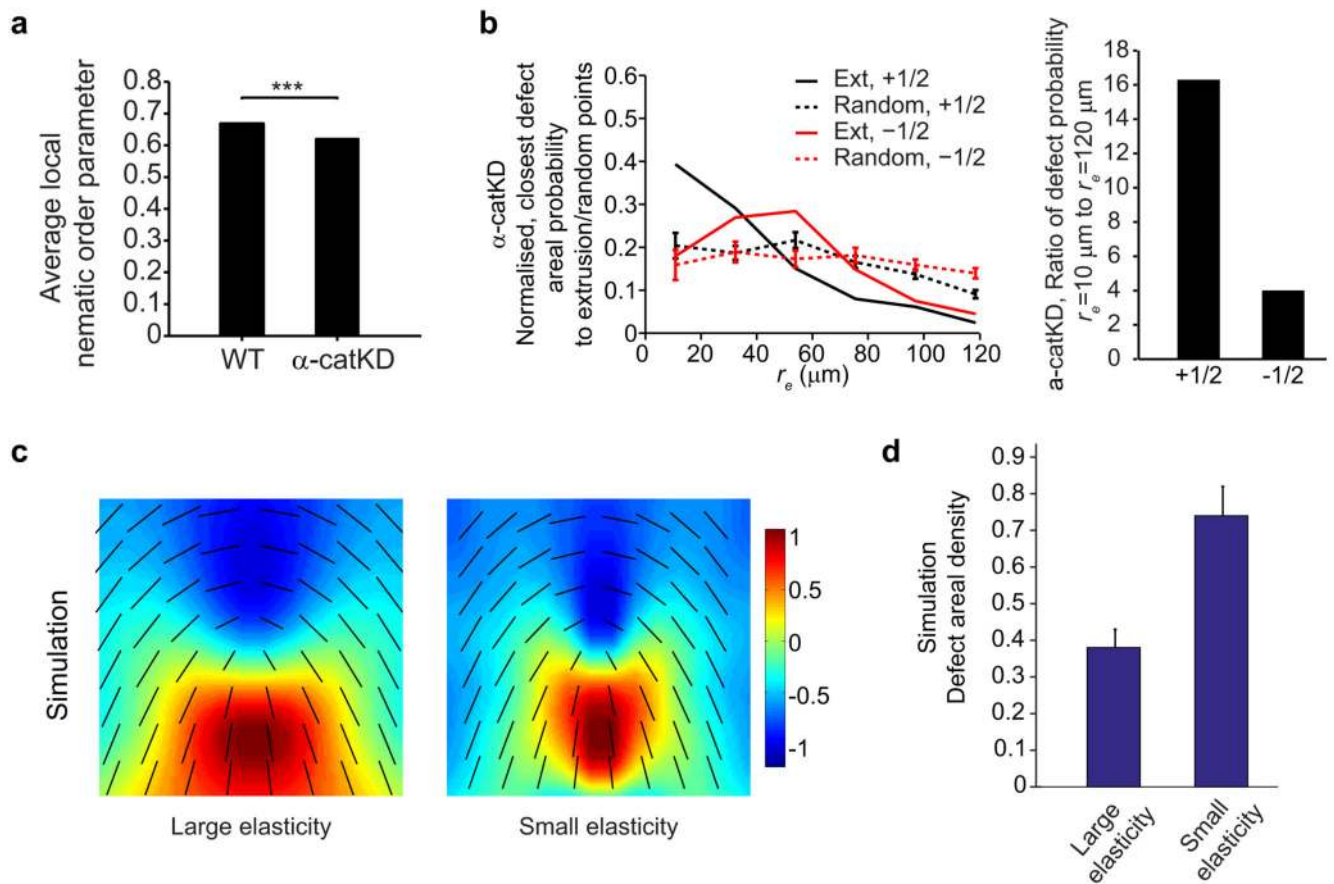 a
Average local
nematic order parameter
0.8
0.7
0.6
0.5
0.4
0.3
0.2
0.1
0
***
WT
α-catKD
b
α-catKD
Normalised, closest defect
areal probability
to extrusion/random points
0.6
0.5
0.4
0.3
0.2
0.1
0
0
20
40
60
80
100
120
r_e (μm)
Ext, +1/2
Random, +1/2
Ext, −1/2
Random, −1/2
a-catKD, Ratio of defect probability
r_e=10 μm to r_e=120 μm
18
16
14
12
10
8
6
4
2
0
+1/2
-1/2
c
Simulation
Large elasticity
Small elasticity
1
0.5
0
-0.5
-1
d
Simulation
Defect areal density
0.9
0.8
0.7
0.6
0.5
0.4
0.3
0.2
0.1
0
Large
elasticity
Small
elasticity